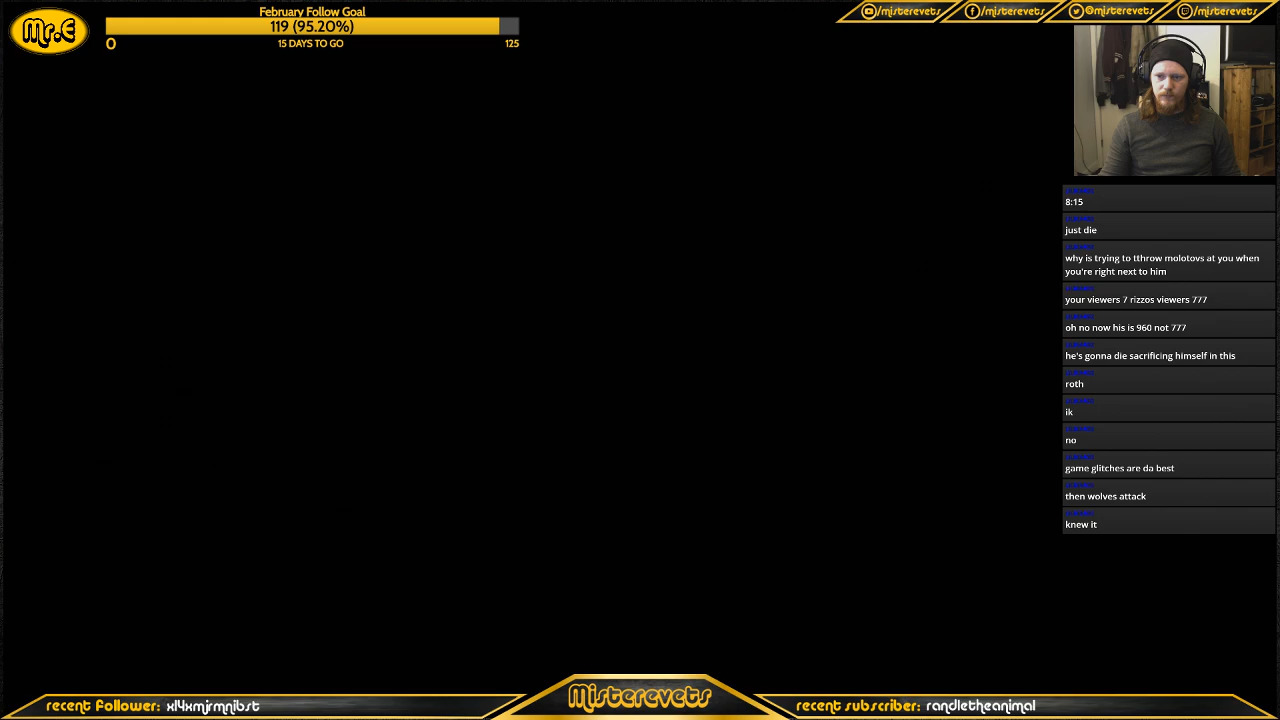 Mr.E
February Follow Goal
119 (95.20%)
0
15 DAYS TO GO
125
/misterevets
/misterevets
@misterevets
/misterevets
8:15
just die
why is trying to tthrow molotovs at you when
you're right next to him
your viewers 7 rizzos viewers 777
oh no now his is 960 not 777
he's gonna die sacrificing himself in this
roth
ik
no
game glitches are da best
then wolves attack
knew it
recent follower: xl4xmjrmnibst
Misterevets
recent subscriber: randletheanimal